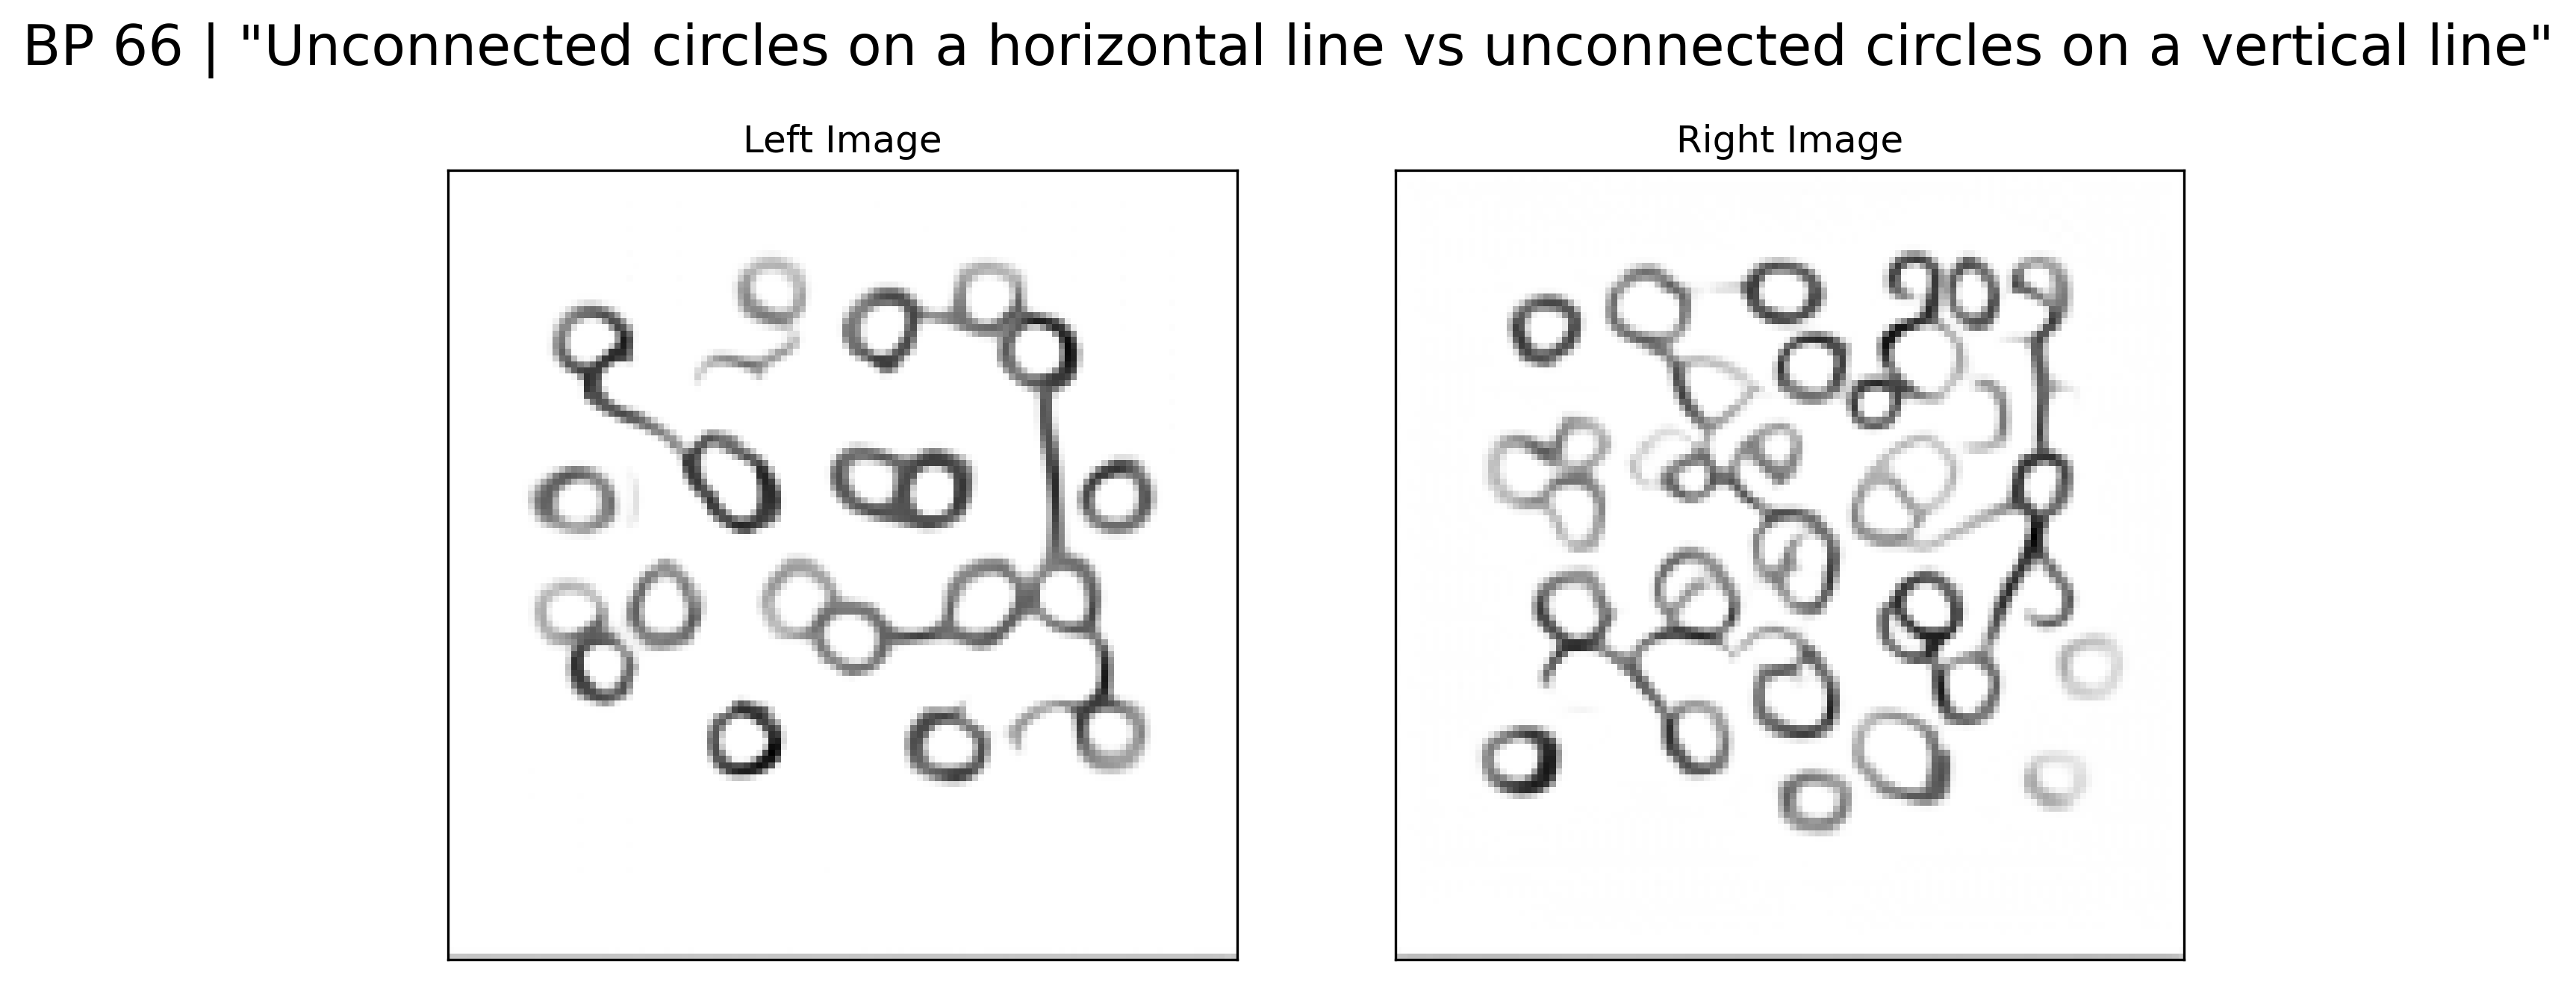 BP 66 | "Unconnected circles on a horizontal line vs unconnected circles on a vertical line"
Left Image
Right Image